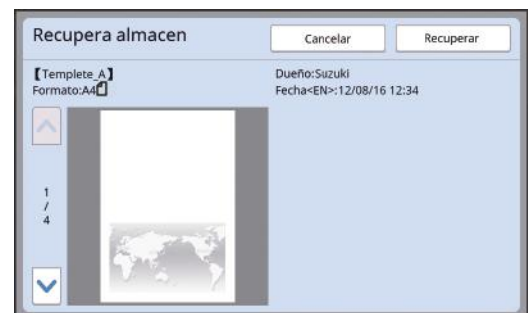 Recupera almacen
Cancelar
Recuperar
【Templete_A】
Formato:A4
Dueño:Suzuki
Fecha<EN>:12/08/16 12:34
1
/
4